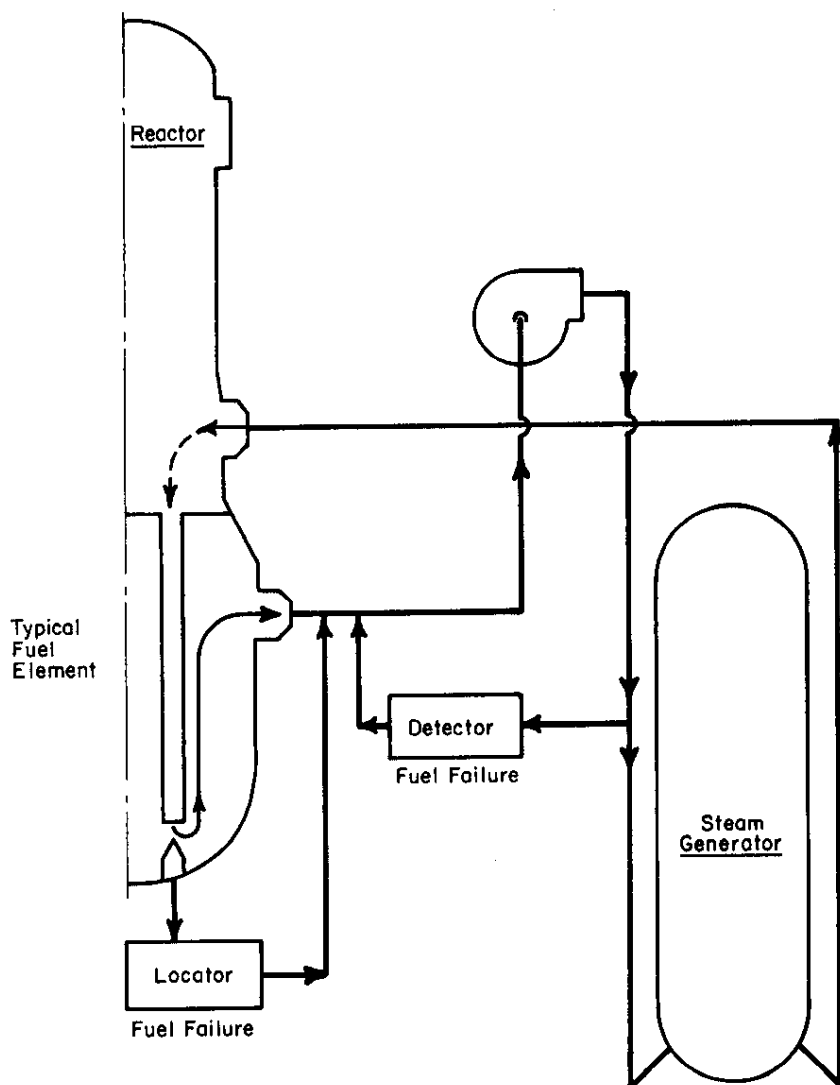 Reactor
Typical
Fuel
Element
Detector
Fuel Failure
Steam
Generator
Locator
Fuel Failure